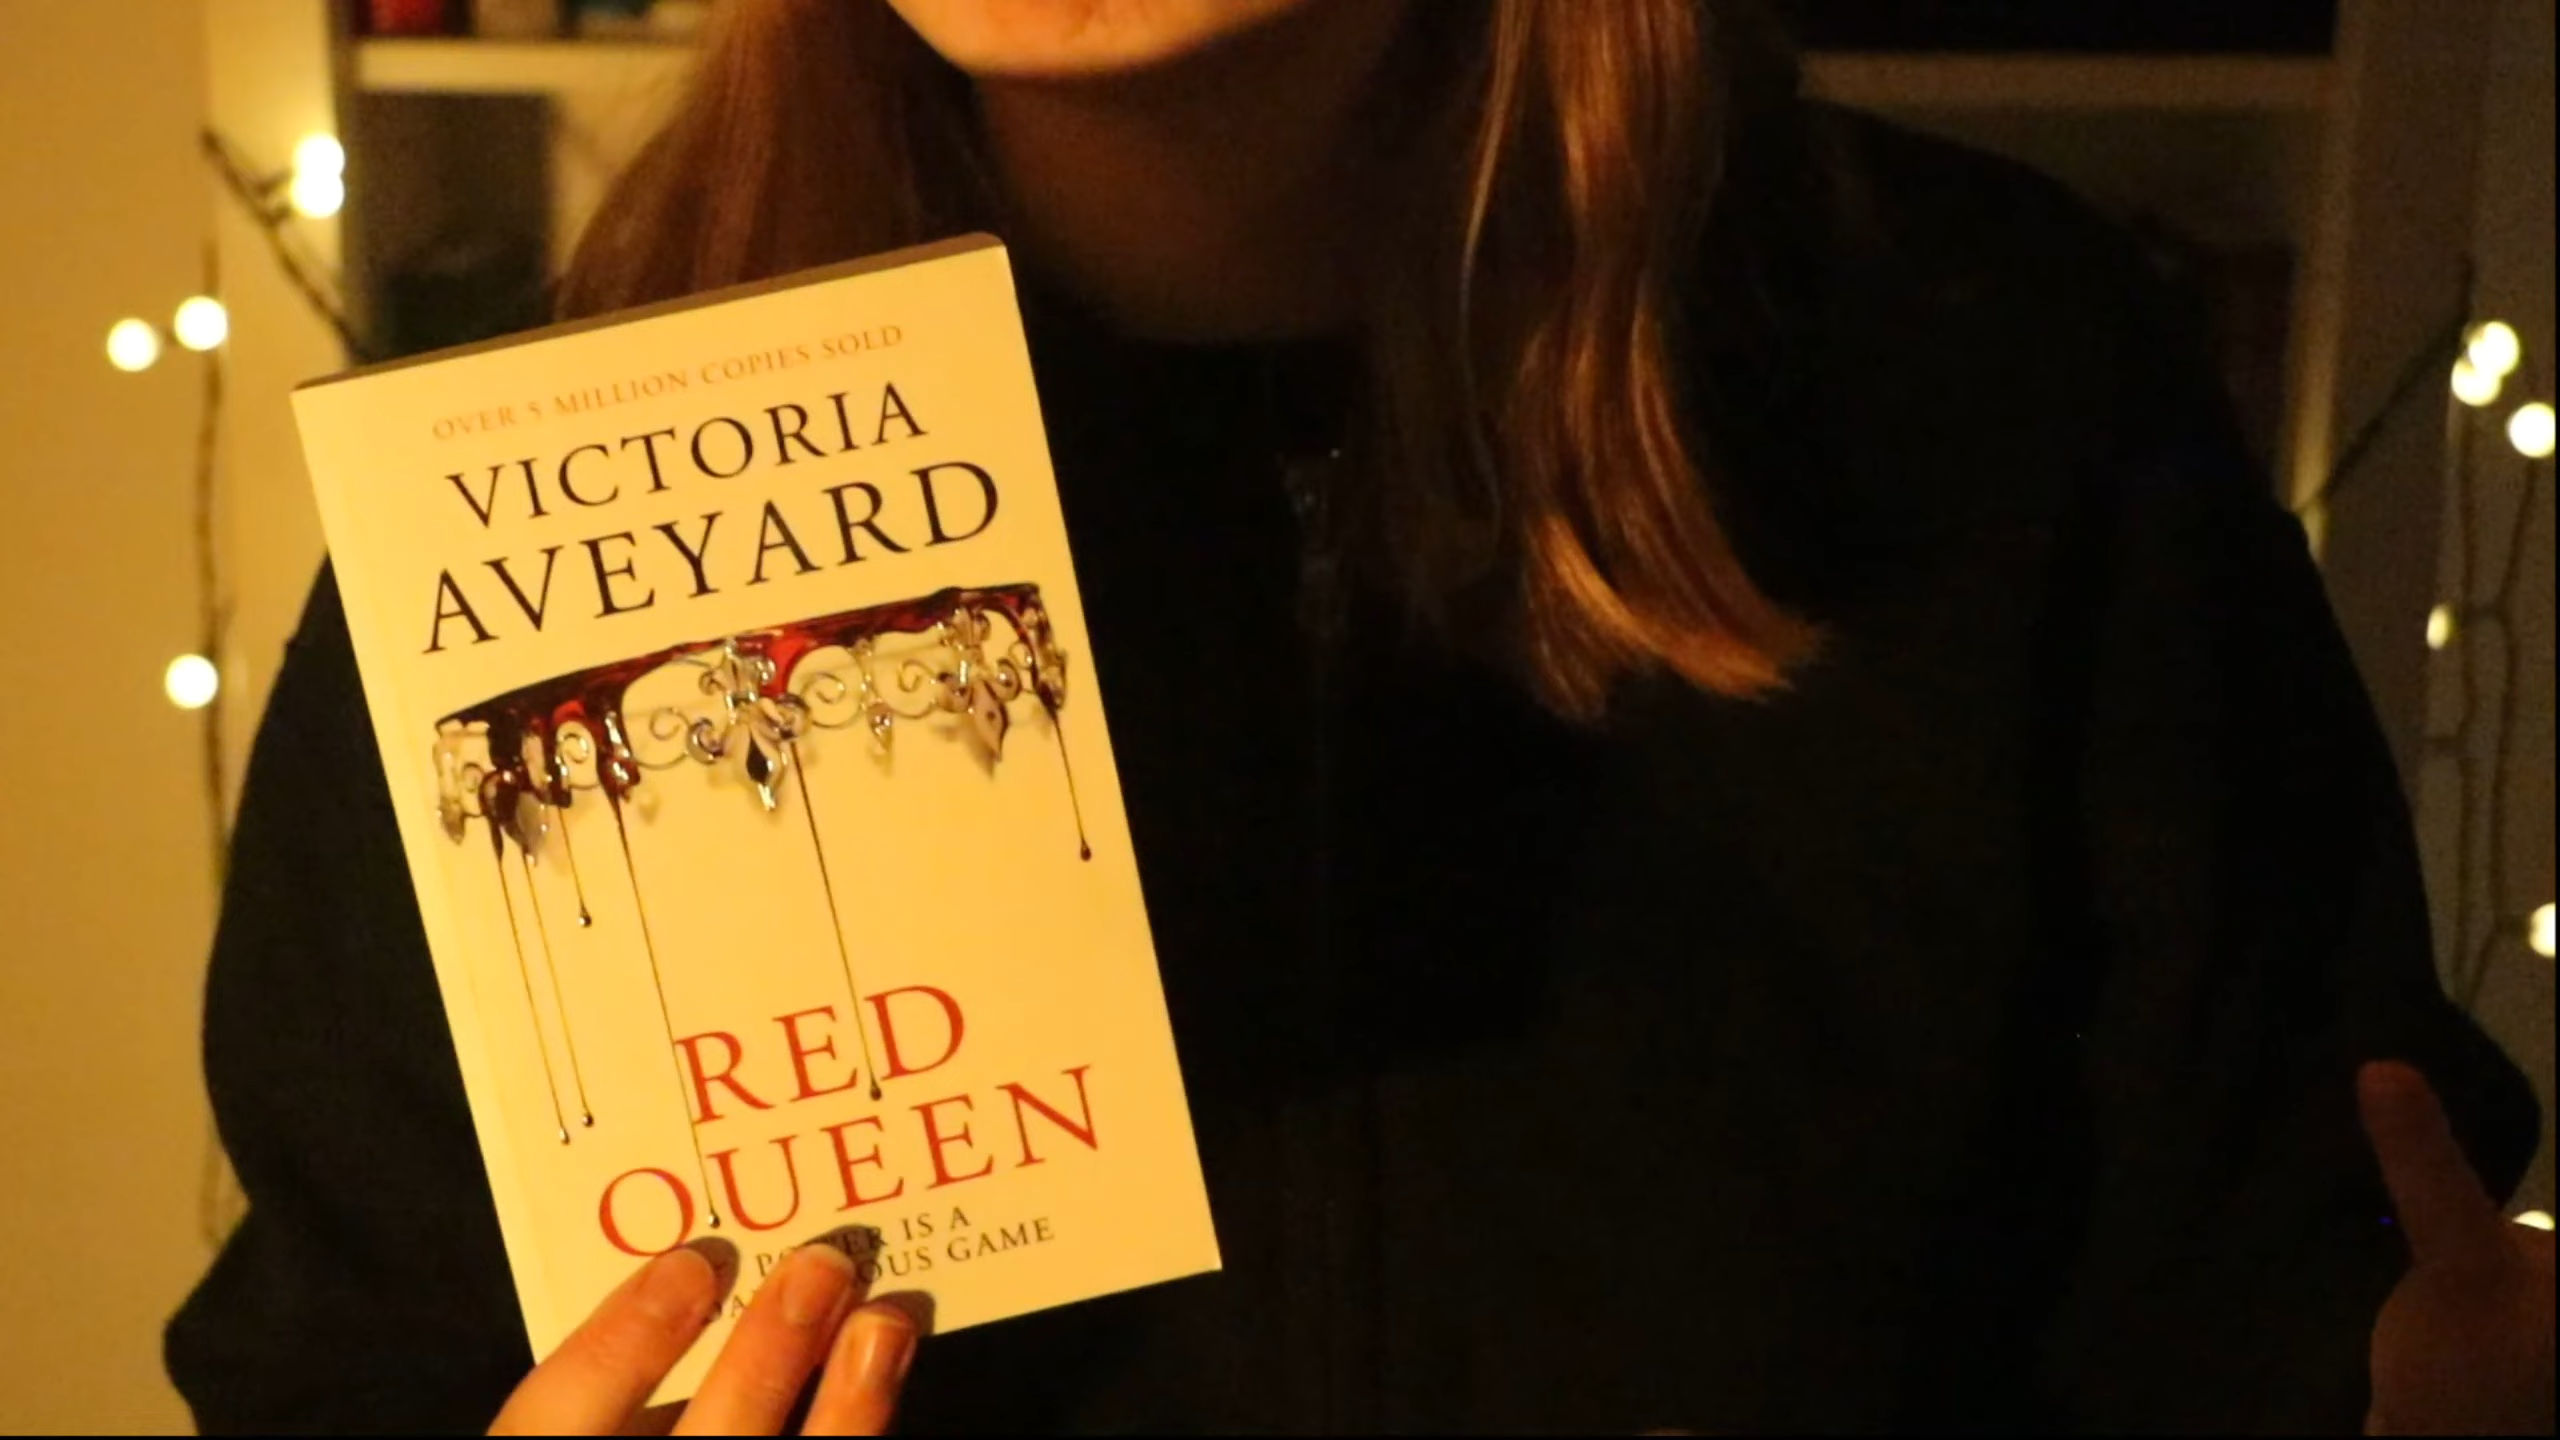 OVER 5 MILLION COPIES SOLD
VICTORIA
AVEYARD
RED
QUEEN
IS A
GAME